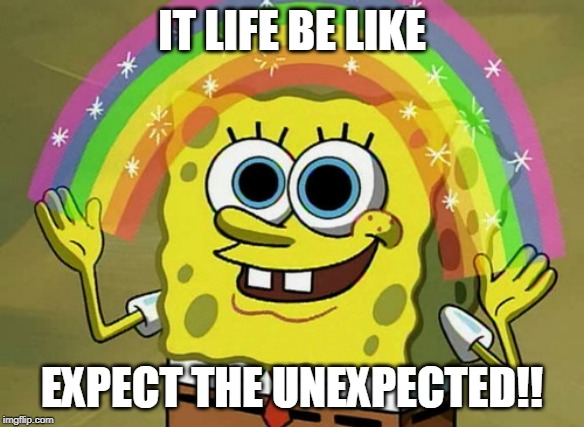 IT LIFE BE LIKE
EXPECT THE UNEXPECTED!!
imgflip.com